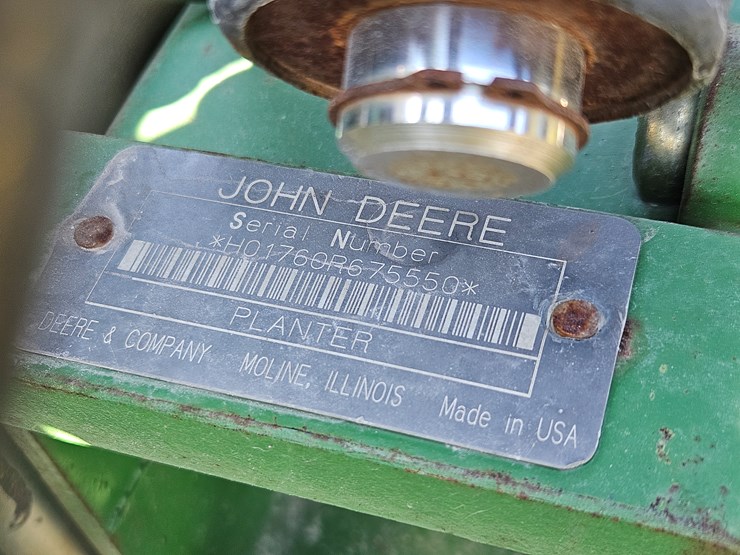 JOHN DEERE
Serial Number
*H01760R675550*
PLANTER
DEERE & COMPANY MOLINE, ILLINOIS Made in USA